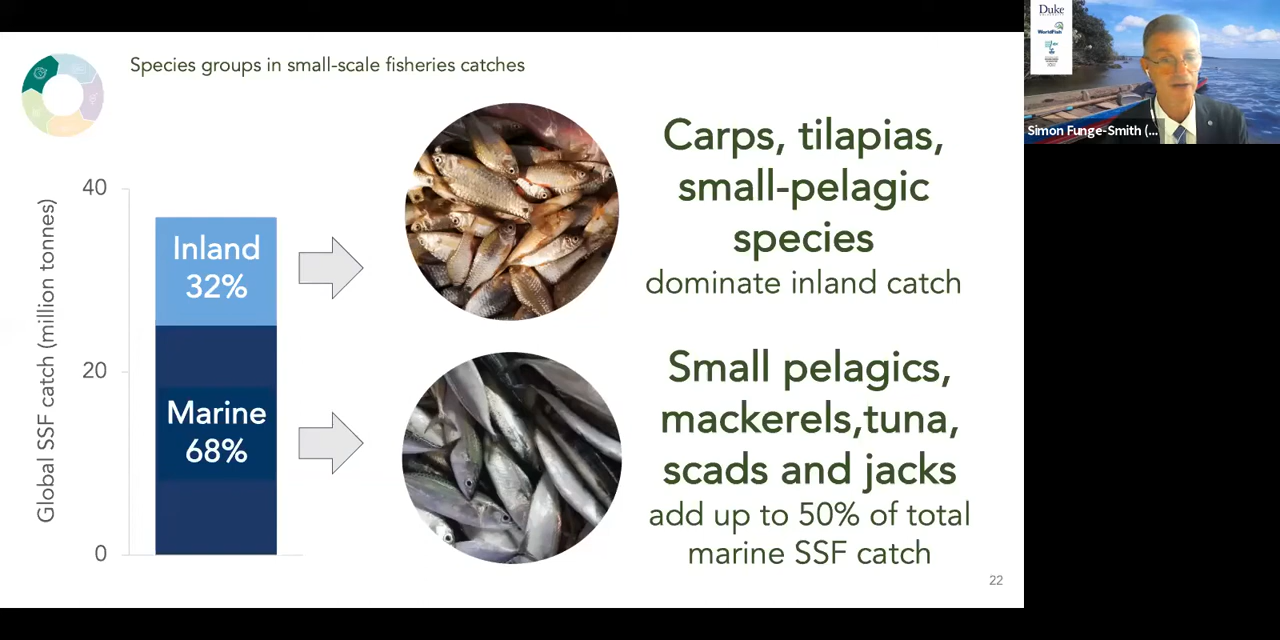 Species groups in small-scale fisheries catches
Global SSF catch (million tonnes)
40
20
0
Inland
32%
Marine
68%
Carps, tilapias,
small-pelagic
species
dominate inland catch
Small pelagics,
mackerels,tuna,
scads and jacks
add up to 50% of total
marine SSF catch
22
Duke
WorldFish
Simon Funge-Smith (...